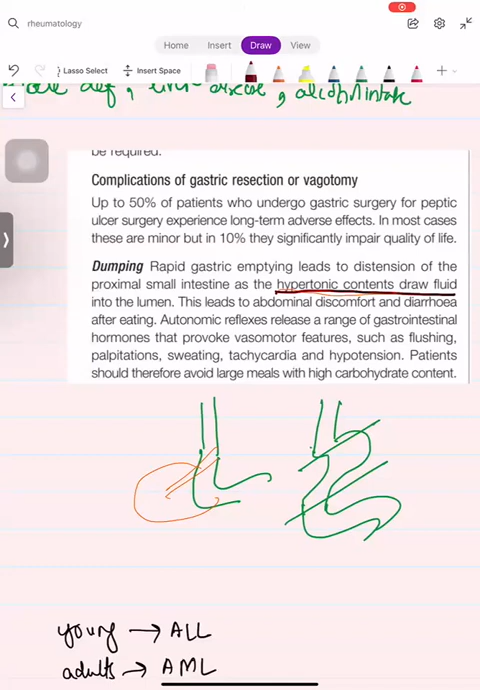 rheumatology
Home Insert Draw View
Lasso Select Insert Space
def, liver disease, alcohol intake
be required.
Complications of gastric resection or vagotomy
Up to 50% of patients who undergo gastric surgery for peptic
ulcer surgery experience long-term adverse effects. In most cases
these are minor but in 10% they significantly impair quality of life.
Dumping Rapid gastric emptying leads to distension of the
proximal small intestine as the hypertonic contents draw fluid
into the lumen. This leads to abdominal discomfort and diarrhoea
after eating. Autonomic reflexes release a range of gastrointestinal
hormones that provoke vasomotor features, such as flushing,
palpitations, sweating, tachycardia and hypotension. Patients
should therefore avoid large meals with high carbohydrate content.
young → ALL
adults → AML